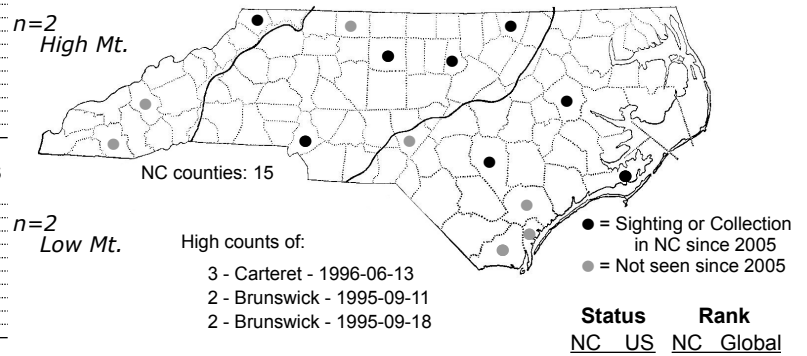 n=2
High Mt.
NC counties: 15
n=2
Low Mt.
High counts of:
3 - Carteret - 1996-06-13
2 - Brunswick - 1995-09-11
2 - Brunswick - 1995-09-18
= Sighting or Collection
in NC since 2005
= Not seen since 2005
Status Rank
NC US NC Global